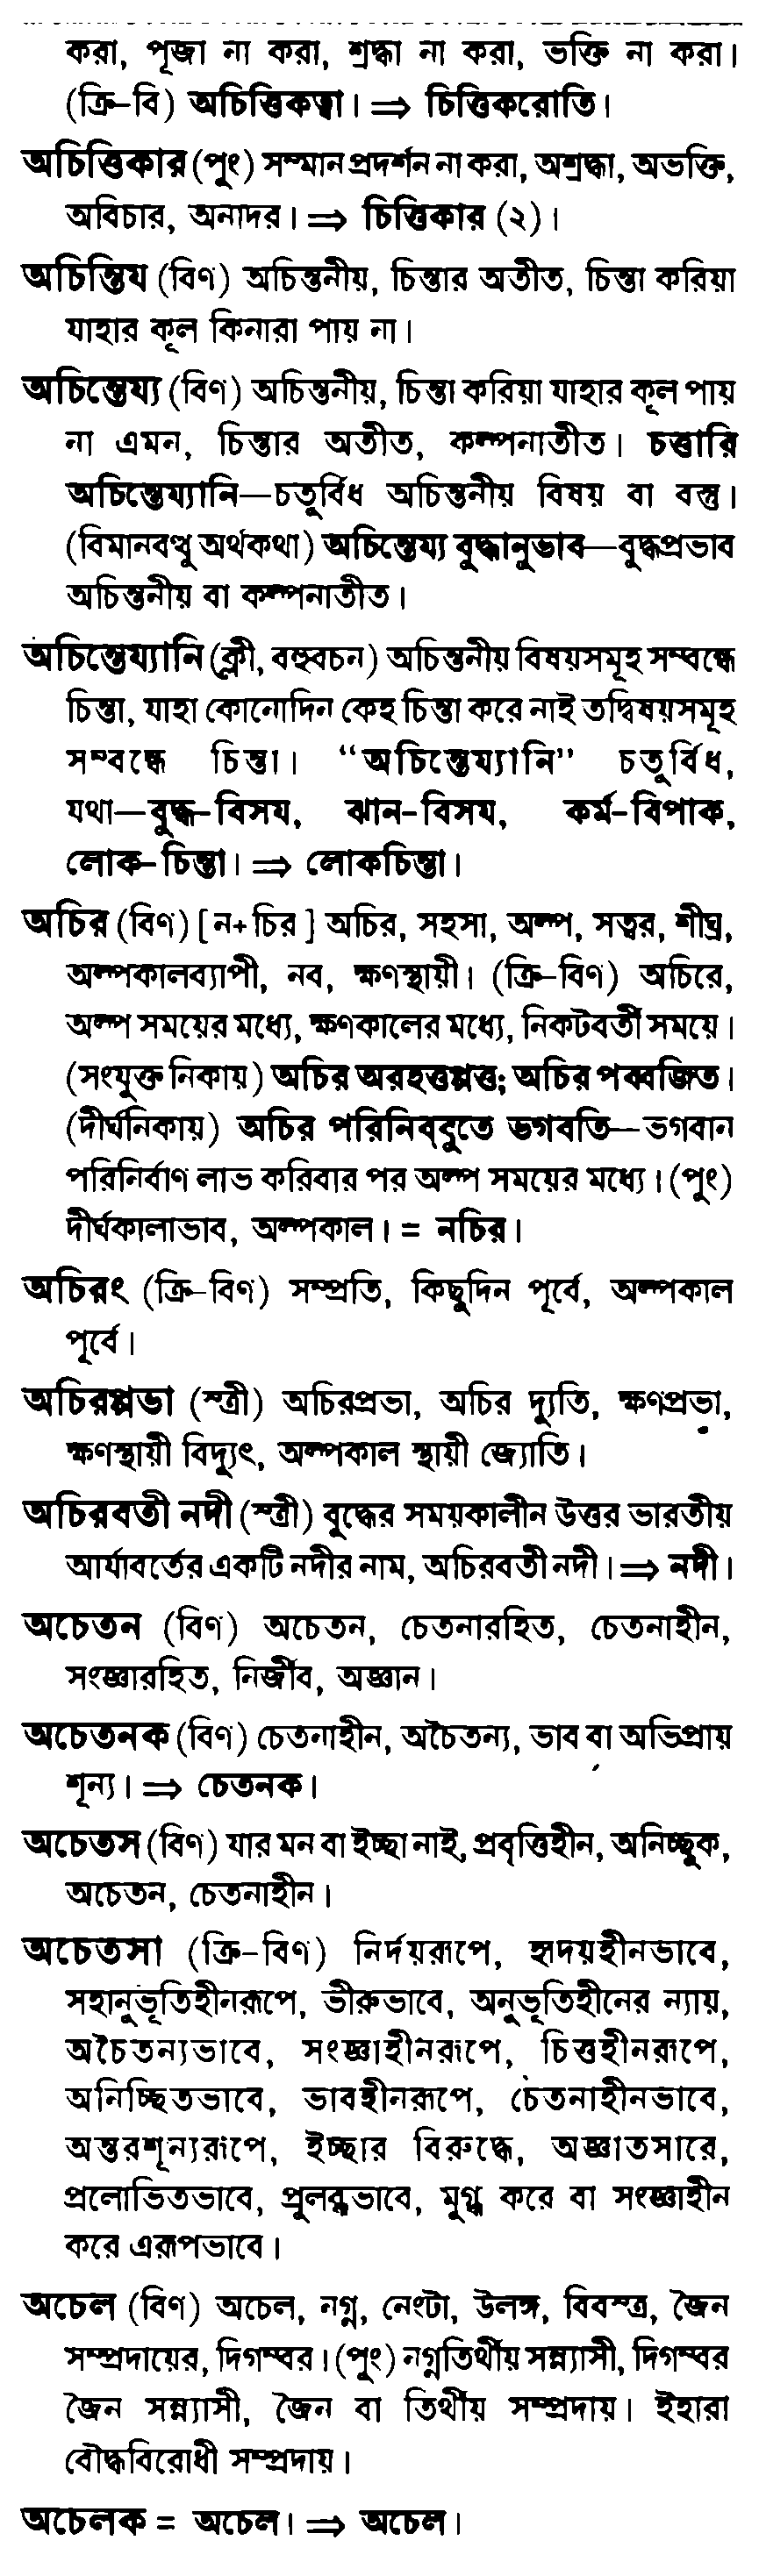 করা, পূজা না করা, শ্রদ্ধা না করা, ভক্তি না করা।
(ক্রি-বি) অচিত্তিকত্বা। ⇒ চিত্তিকরোতি।
অচিত্তিকার (পুং) সম্মান প্রদর্শন না করা, অশ্রদ্ধা, অভক্তি,
অবিচার, অনাদর। ⇒ চিত্তিকার (২)।
অচিন্তিয (বিণ) অচিন্তনীয়, চিন্তার অতীত, চিন্তা করিয়া
যাহার কূল কিনারা পায় না।
অচিন্তেয্য (বিণ) অচিন্তনীয়, চিন্তা করিয়া যাহার কূল পায়
না এমন, চিন্তার অতীত, কল্পনাতীত। চত্তারি
অচিন্তেয্যানি—চতুর্বিধ অচিন্তনীয় বিষয় বা বস্তু।
(বিমানবত্থু অর্থকথা) অচিন্তেয্য বুদ্ধানুভাব—বুদ্ধপ্রভাব
অচিন্তনীয় বা কল্পনাতীত।
অচিন্তেয্যানি (ক্লী, বহুবচন) অচিন্তনীয় বিষয়সমূহ সম্বন্ধে
চিন্তা, যাহা কোনোদিন কেহ চিন্তা করে নাই তদ্বিষয়সমূহ
সম্বন্ধে চিন্তা। “অচিন্তেয্যানি” চতুর্বিধ,
যথা—বুদ্ধ-বিসয, ঝান-বিসয, কর্ম-বিপাক,
লোক-চিন্তা। ⇒ লোকচিন্তা।
অচির (বিণ) [ন+চির] অচির, সহসা, অল্প, সত্বর, শীঘ্র,
অল্পকালব্যাপী, নব, ক্ষণস্থায়ী। (ক্রি-বিণ) অচিরে,
অল্প সময়ের মধ্যে, ক্ষণকালের মধ্যে, নিকটবর্তী সময়ে।
(সংযুক্ত নিকায়) অচির অরহত্তপ্পত্ত; অচির পব্বজিত।
(দীর্ঘনিকায়) অচির পরিনিব্বুতে ভগবতি—ভগবান
পরিনির্বাণ লাভ করিবার পর অল্প সময়ের মধ্যে। (পুং)
দীর্ঘকালাভাব, অল্পকাল। = নচির।
অচিরং (ক্রি-বিণ) সম্প্রতি, কিছুদিন পূর্বে, অল্পকাল
পূর্বে।
অচিরপ্পভা (স্ত্রী) অচিরপ্রভা, অচির দ্যুতি, ক্ষণপ্রভা,
ক্ষণস্থায়ী বিদ্যুৎ, অল্পকাল স্থায়ী জ্যোতি।
অচিরবতী নদী (স্ত্রী) বুদ্ধের সময়কালীন উত্তর ভারতীয়
আর্যাবর্তের একটি নদীর নাম, অচিরবতী নদী। ⇒ নদী।
অচেতন (বিণ) অচেতন, চেতনারহিত, চেতনাহীন,
সংজ্ঞারহিত, নির্জীব, অজ্ঞান।
অচেতনক (বিণ) চেতনাহীন, অচৈতন্য, ভাব বা অভিপ্রায়
শূন্য। ⇒ চেতনক।
অচেতস (বিণ) যার মন বা ইচ্ছা নাই, প্রবৃত্তিহীন, অনিচ্ছুক,
অচেতন, চেতনাহীন।
অচেতসা (ক্রি-বিণ) নির্দয়রূপে, হৃদয়হীনভাবে,
সহানুভূতিহীনরূপে, ভীরুভাবে, অনুভূতিহীনের ন্যায়,
অচৈতন্যভাবে, সংজ্ঞাহীনরূপে, চিত্তহীনরূপে,
অনিচ্ছিতভাবে, ভাবহীনরূপে, চেতনাহীনভাবে,
অন্তরশূন্যরূপে, ইচ্ছার বিরুদ্ধে, অজ্ঞাতসারে,
প্রলোভিতভাবে, প্রলুব্ধভাবে, মুগ্ধ করে বা সংজ্ঞাহীন
করে এরূপভাবে।
অচেল (বিণ) অচেল, নগ্ন, নেংটা, উলঙ্গ, বিবস্ত্র, জৈন
সম্প্রদায়ের, দিগম্বর। (পুং) নগ্নতির্থীয় সন্ন্যাসী, দিগম্বর
জৈন সন্ন্যাসী, জৈন বা তির্থীয় সম্প্রদায়। ইহারা
বৌদ্ধবিরোধী সম্প্রদায়।
অচেলক = অচেল। ⇒ অচেল।